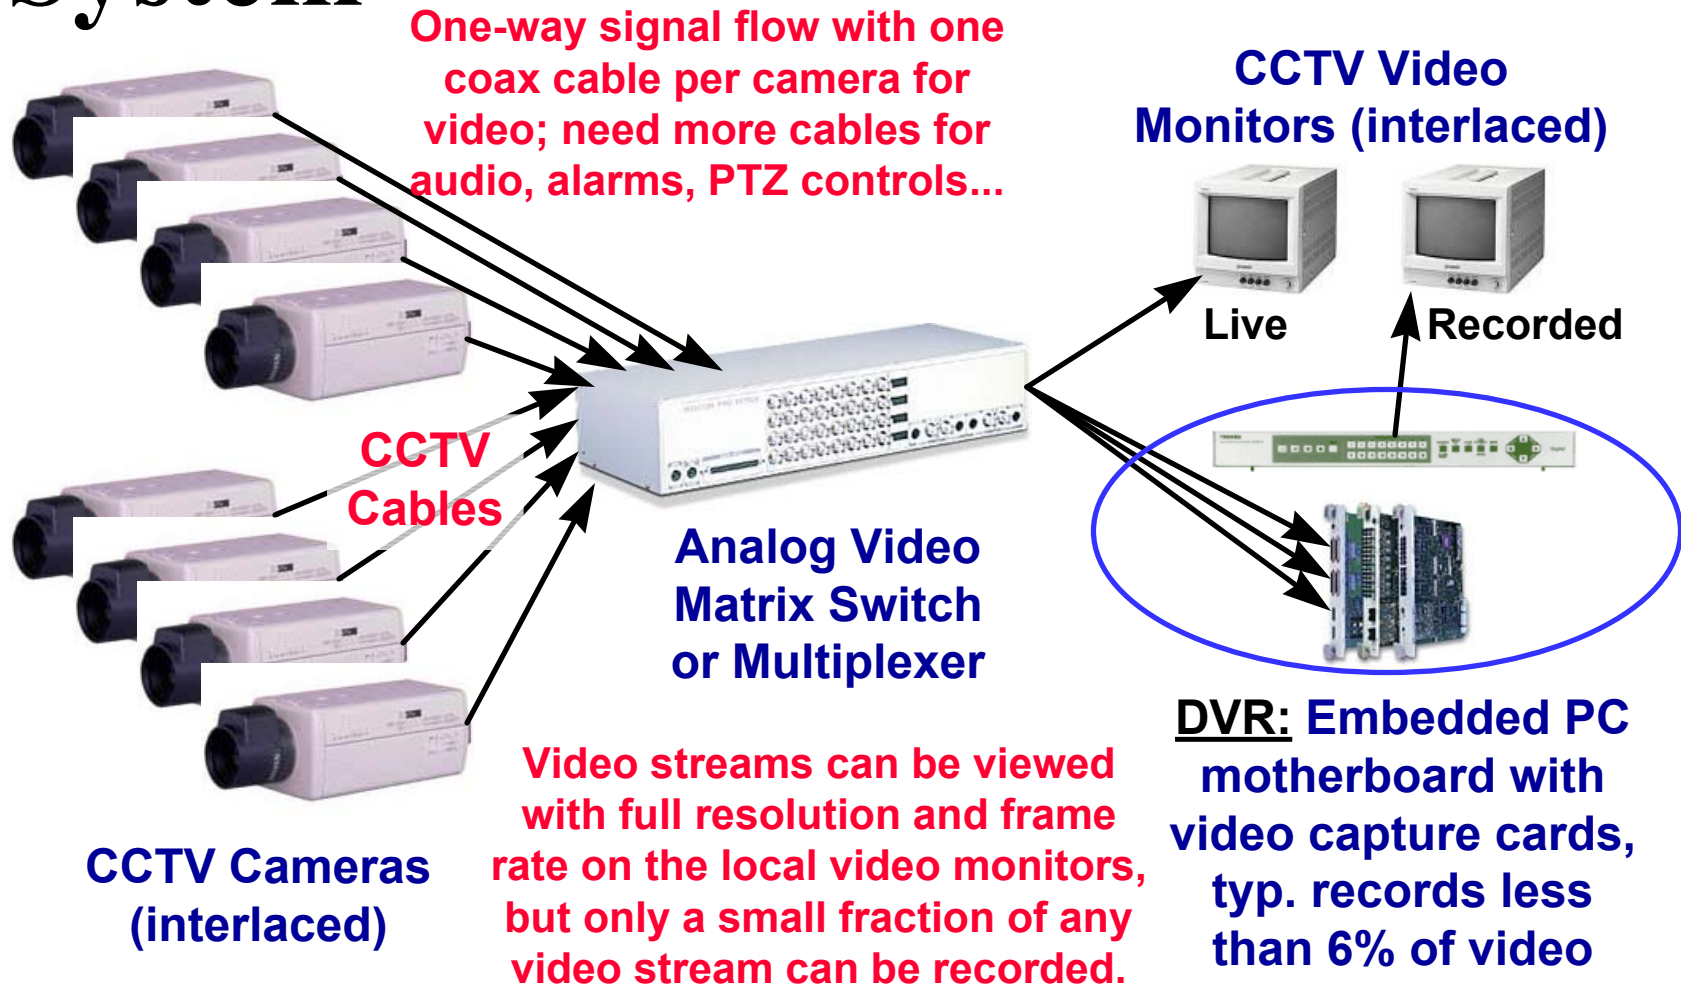 System
One-way signal flow with one
coax cable per camera for
video; need more cables for
audio, alarms, PTZ controls...
CCTV Video
Monitors (interlaced)
Live
Recorded
CCTV
Cables
TOSHIBA
Analog Video
Matrix Switch
or Multiplexer
DVR: Embedded PC
motherboard with
video capture cards,
typ. records less
than 6% of video
Video streams can be viewed
with full resolution and frame
rate on the local video monitors,
but only a small fraction of any
video stream can be recorded.
CCTV Cameras
(interlaced)